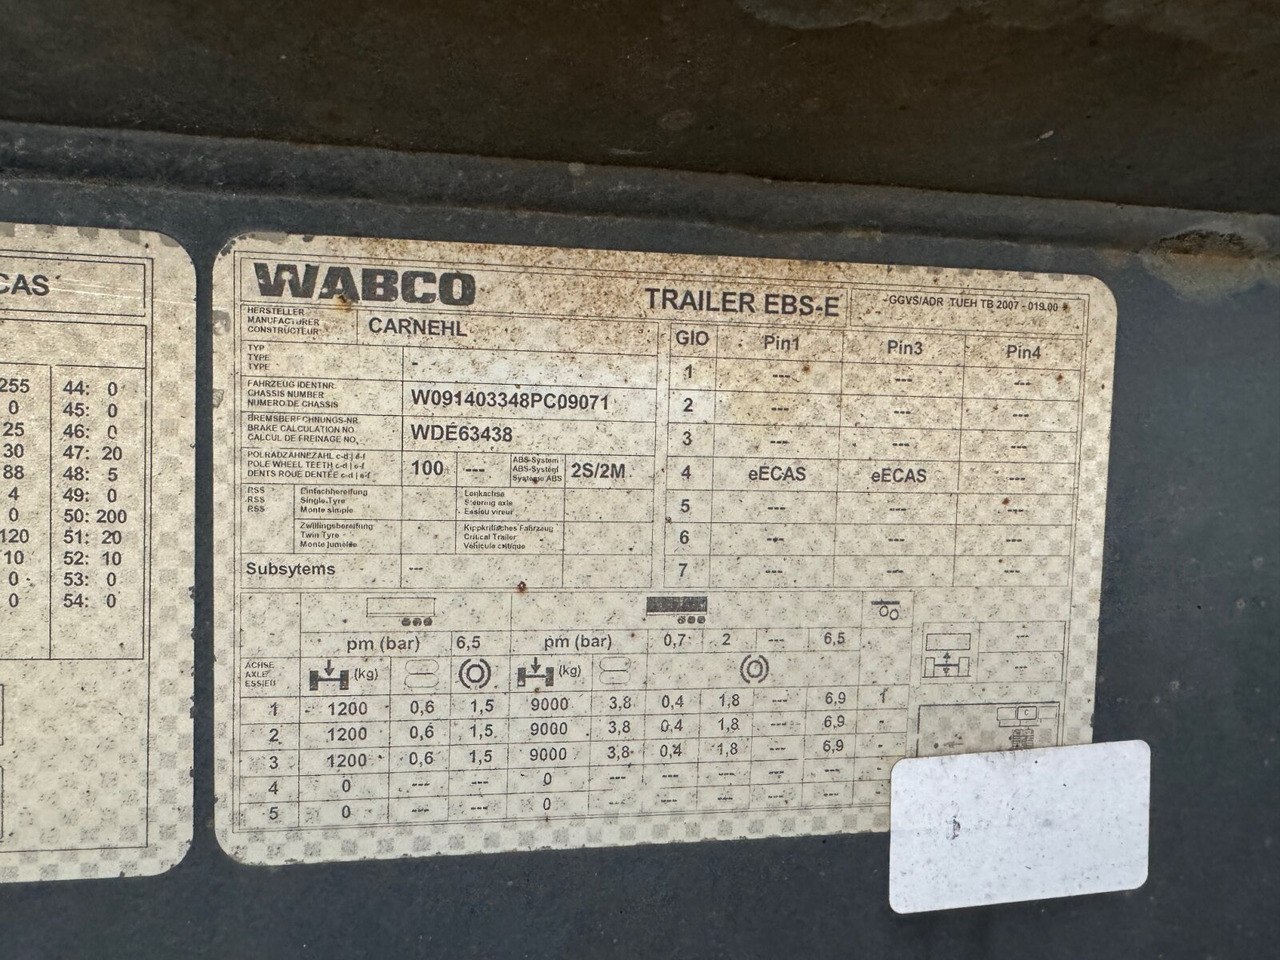 CAS
255 44: 0
0 45: 0
25 46: 0
30 47: 20
88 48: 5
4 49: 0
0 50: 200
120 51: 20
10 52: 10
0 53: 0
0 54: 0
WABCO
TRAILER EBS-E
GGVS/ADR TUEH TB 2007 - 019.00
HERSTELLER
MANUFACTURER
CONSTRUCTEUR
CARNEHL
TYP
TYPE
TYPE
-
FAHRZEUG IDENTNR.
CHASSIS NUMBER
NUMERO DE CHASSIS
W091403348PC09071
BREMSBERECHNUNGS-NR.
BRAKE CALCULATION NO.
CALCUL DE FREINAGE NO.
WDE63438
POLRADZAHNEZAHL c-d | e-f
POLE WHEEL TEETH c-d | e-f
DENTS ROUE DENTÉE c-d | e-f
100 ---
ABS-System
ABS-System
Système ABS
2S/2M
RSS
RSS
RSS
Einfachbereifung
Single Tyre
Monte simple
Lenkachse
Steering axle
Essieu vireur
Zwillingsbereifung
Twin Tyre
Monte jumelée
Kippkritisches Fahrzeug
Critical Trailer
Véhicule critique
Subsytems ---
GIO Pin1 Pin3 Pin4
1 --- --- ---
2 --- --- ---
3 --- --- ---
4 eECAS eECAS ---
5 --- --- ---
6 --- --- ---
7 --- --- ---
pm (bar) 6,5 pm (bar) 0,7 2 --- 6,5
ACHSE
AXLE
ESSIEU
(kg) (kg)
1 1200 0,6 1,5 9000 3,8 0,4 1,8 --- 6,9 1
2 1200 0,6 1,5 9000 3,8 0,4 1,8 --- 6,9 -
3 1200 0,6 1,5 9000 3,8 0,4 1,8 --- 6,9 -
4 0 --- --- 0 --- --- --- --- --- -
5 0 --- --- 0 --- --- --- --- --- -
---
---
C